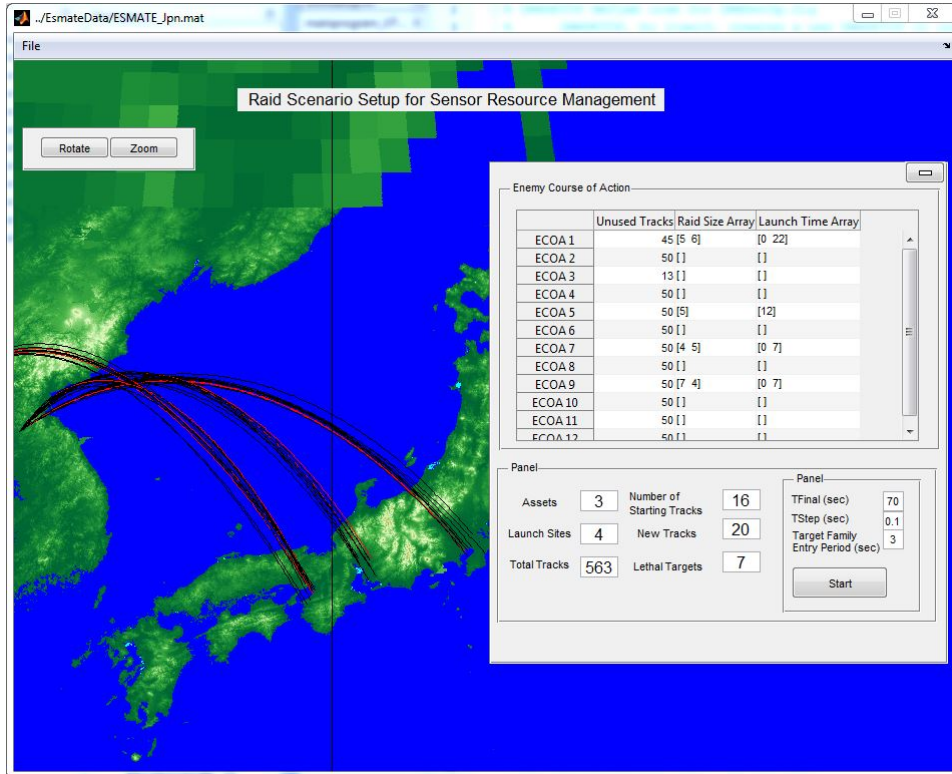 ../EsmateData/ESMATE_Jpn.mat
File
Raid Scenario Setup for Sensor Resource Management
Rotate Zoom
Enemy Course of Action
Unused Tracks Raid Size Array Launch Time Array
ECOA 1 45 [5 6] [0 22]
ECOA 2 50 [ ] [ ]
ECOA 3 13 [ ] [ ]
ECOA 4 50 [ ] [ ]
ECOA 5 50 [5] [12]
ECOA 6 50 [ ] [ ]
ECOA 7 50 [4 5] [0 7]
ECOA 8 50 [ ] [ ]
ECOA 9 50 [7 4] [0 7]
ECOA 10 50 [ ] [ ]
ECOA 11 50 [ ] [ ]
ECOA 12 50 [ ] [ ]
Panel
Assets 3
Number of
Starting Tracks 16
Launch Sites 4
New Tracks 20
Total Tracks 563
Lethal Targets 7
Panel
TFinal (sec) 70
TStep (sec) 0.1
Target Family
Entry Period (sec) 3
Start